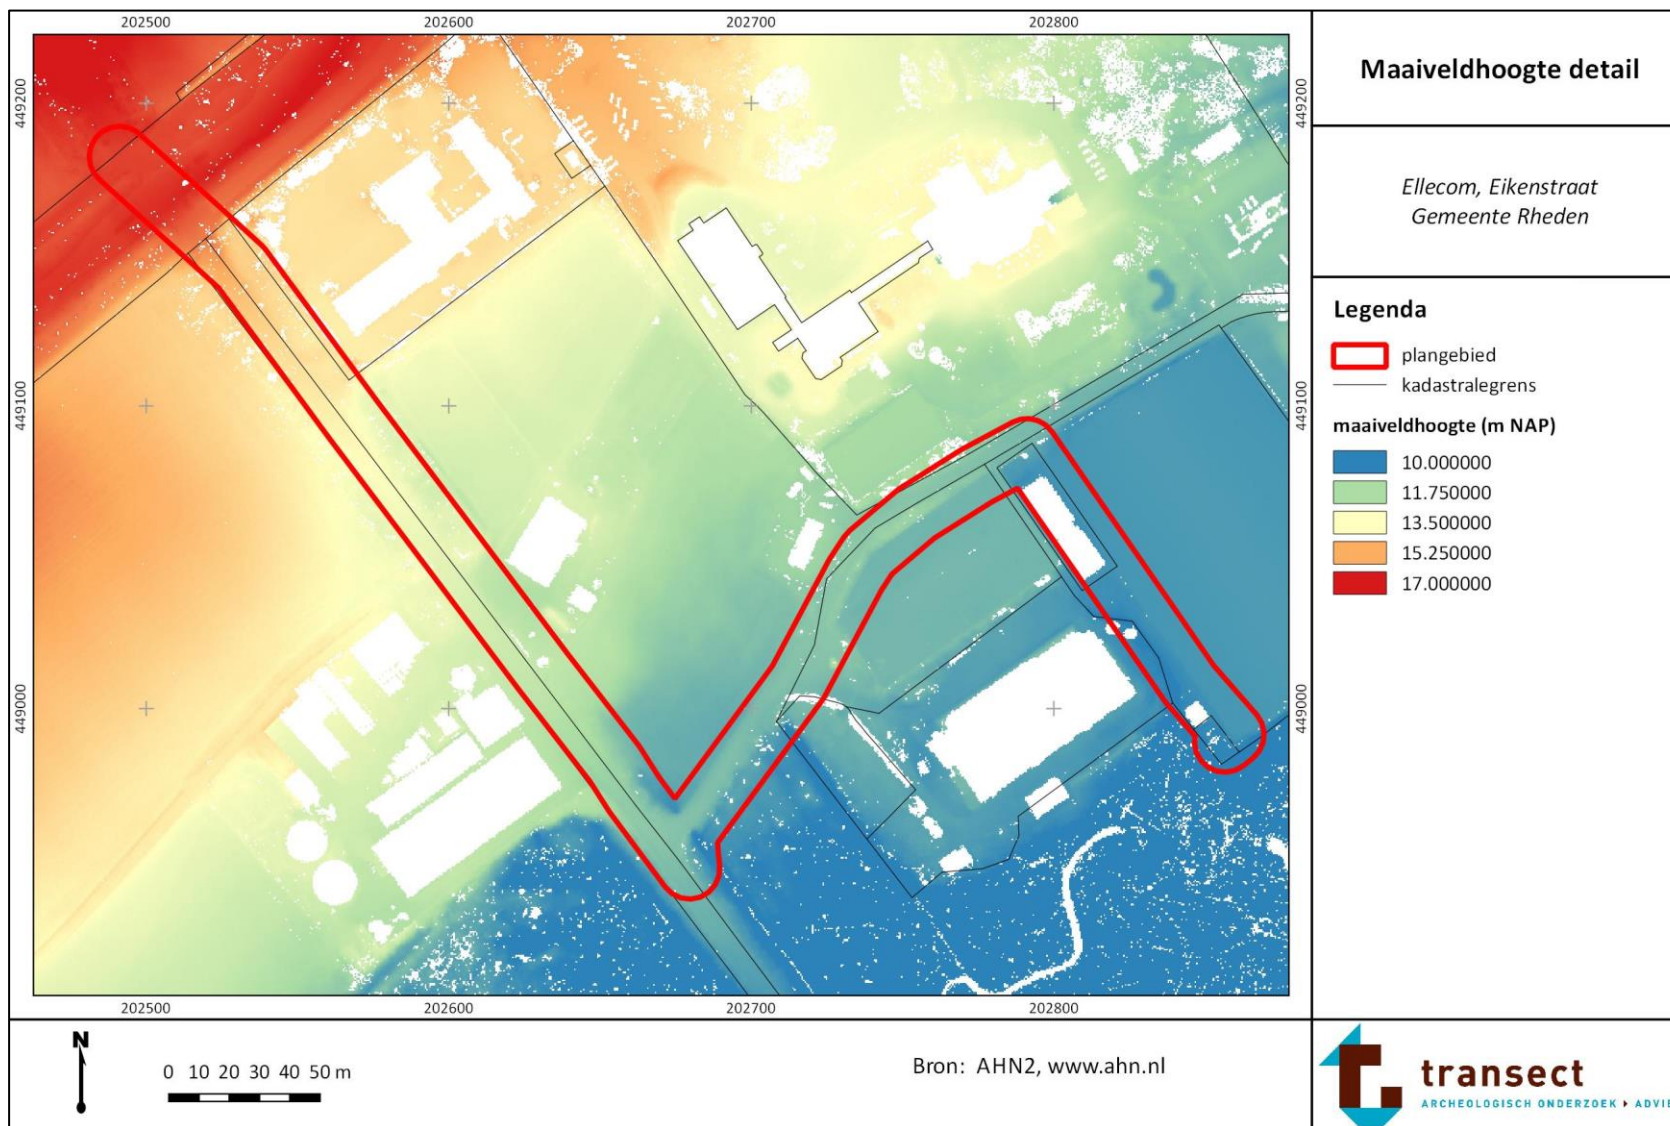 202500 202600 202700 202800
449200 449200
449100 449100
449000 449000
202500 202600 202700 202800
Maaiveldhoogte detail
Ellecom, Eikenstraat
Gemeente Rheden
Legenda
plangebied
kadastralegrens
maaiveldhoogte (m NAP)
10.000000
11.750000
13.500000
15.250000
17.000000
N
0 10 20 30 40 50 m
Bron: AHN2, www.ahn.nl
transect
ARCHEOLOGISCH ONDERZOEK ▸ ADVIE